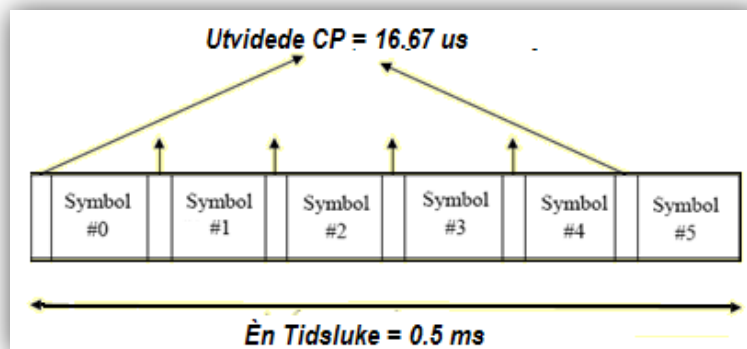 Utvidede CP = 16.67 us
Symbol Symbol Symbol Symbol Symbol Symbol
#0 #1 #2 #3 #4 #5
Èn Tidsluke = 0.5 ms